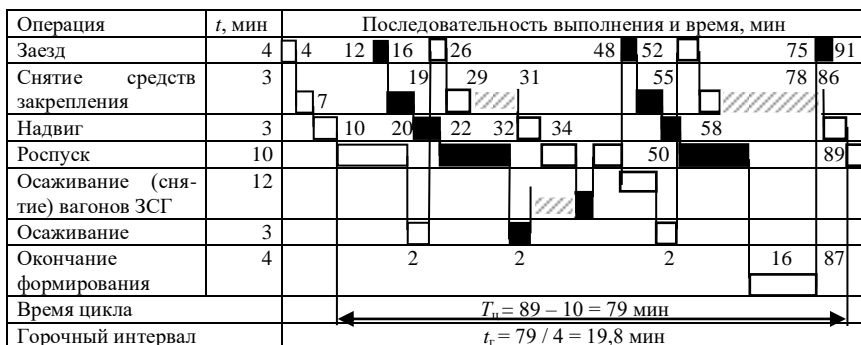 Операция t, мин Последовательность выполнения и время, мин
Заезд 4 4 12 16 26 48 52 75 91
Снятие средств 3 19 29 31 55 78 86
закрепления 7
Надвиг 3 10 20 22 32 34 58
Роспуск 10 50 89
Осаживание (сня- 12
тие) вагонов ЗСГ
Осаживание 3
Окончание 4 2 2 2 16 87
формирования
Время цикла Tц = 89 – 10 = 79 мин
Горочный интервал tг = 79 / 4 = 19,8 мин